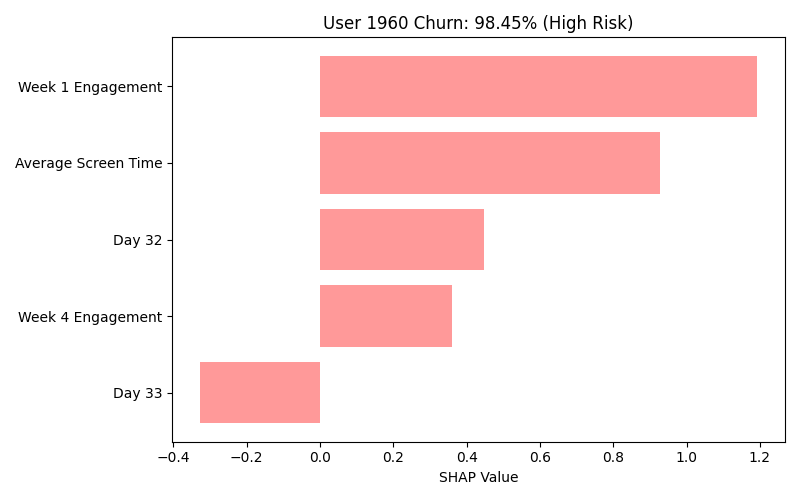 User 1960 Churn: 98.45% (High Risk)
Week 1 Engagement
Average Screen Time
Day 32
Week 4 Engagement
Day 33
−0.4 −0.2 0.0 0.2 0.4 0.6 0.8 1.0 1.2
SHAP Value